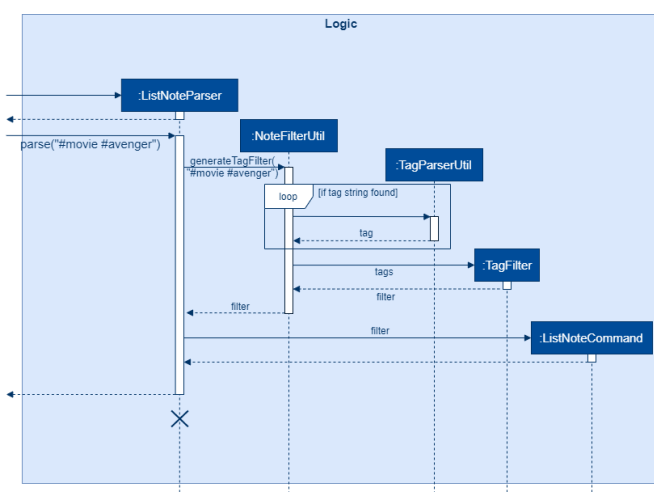 Logic
:ListNoteParser
parse("#movie #avenger")
:NoteFilterUtil
generateTagFilter(
"#movie #avenger")
:TagParserUtil
loop
[if tag string found]
tag
:TagFilter
tags
filter
filter
filter
:ListNoteCommand